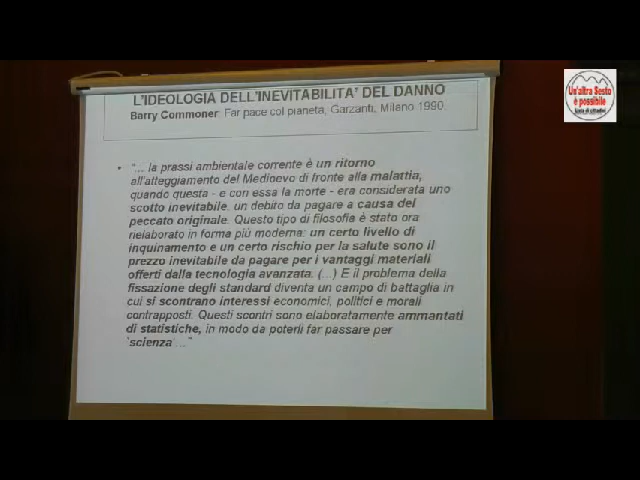 L'IDEOLOGIA DELL'INEVITABILITA' DEL DANNO
Barry Commoner: Far pace col pianeta, Garzanti, Milano 1990.
• "... la prassi ambientale corrente è un ritorno
all'atteggiamento del Medioevo di fronte alla malattia,
quando questa - e con essa la morte - era considerata uno
scotto inevitabile, un debito da pagare a causa del
peccato originale. Questo tipo di filosofia è stato ora
rielaborato in forma più moderna: un certo livello di
inquinamento e un certo rischio per la salute sono il
prezzo inevitabile da pagare per i vantaggi materiali
offerti dalla tecnologia avanzata. (...) E il problema della
fissazione degli standard diventa un campo di battaglia in
cui si scontrano interessi economici, politici e morali
contrapposti. Questi scontri sono elaboratamente ammantati
di statistiche, in modo da poterli far passare per
'scienza'..."
Un'altra Sesto
è possibile
lista di cittadini